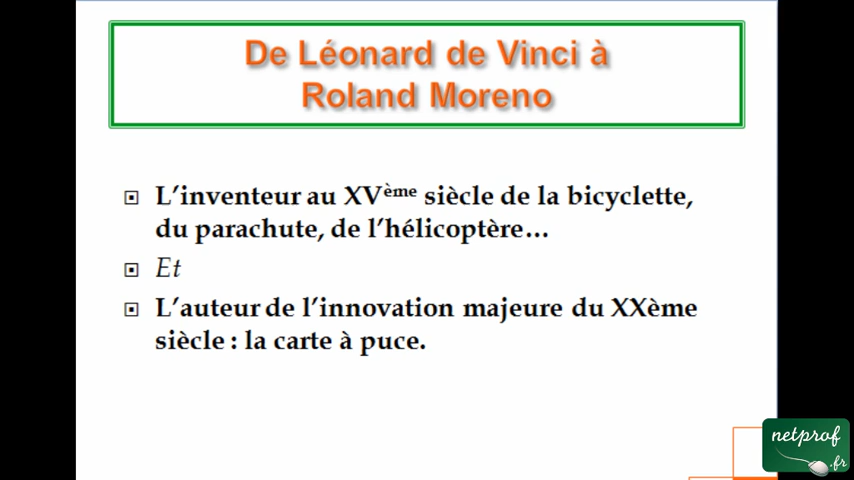 De Léonard de Vinci à
Roland Moreno
L'inventeur au XVème siècle de la bicyclette,
du parachute, de l'hélicoptère...
Et
L'auteur de l'innovation majeure du XXème
siècle : la carte à puce.
netprof
.fr